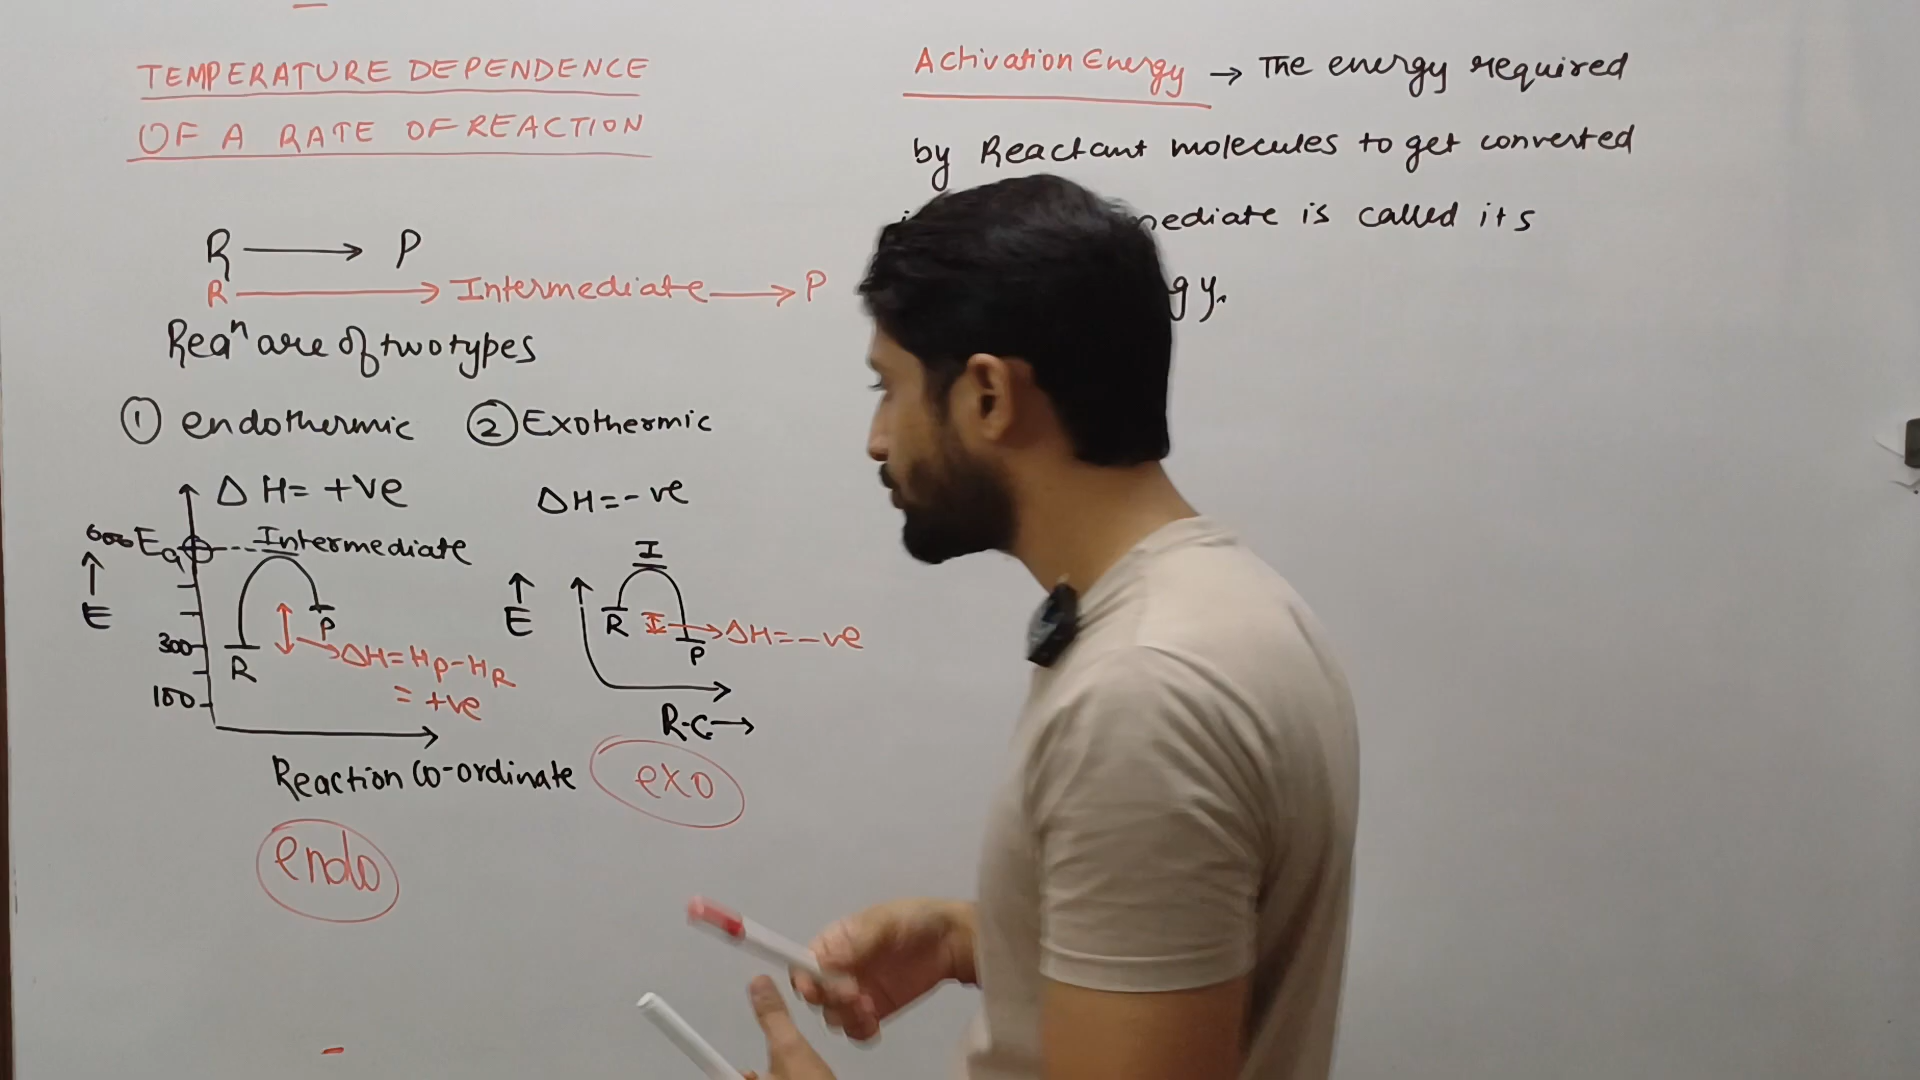 TEMPERATURE DEPENDENCE
OF A RATE OF REACTION
R → P
R → Intermediate → P
Reaⁿ are of two types
① endothermic ② Exothermic
ΔH = +ve
ΔH = -ve
600 Ea
Intermediate
E
300
100
R
P
ΔH = HP - HR
= +ve
Reaction Co-ordinate
endo
I
E
R
I → ΔH = -ve
P
R-C →
exo
Activation Energy → The energy required
by Reactant molecules to get converted
is called its